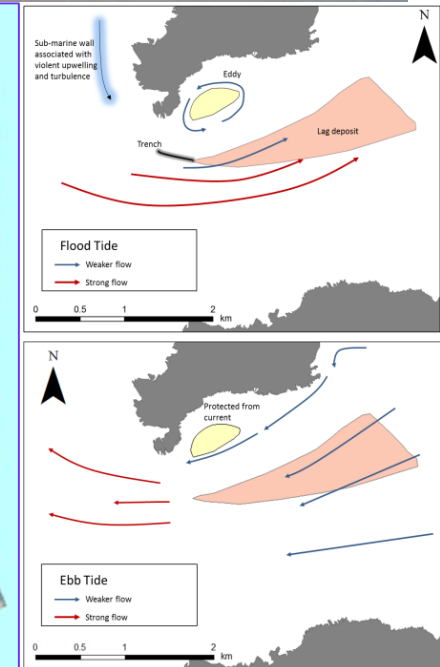 N
Sub-marine wall
associated with
violent upwelling
and turbulence
Eddy
Lag deposit
Trench
Flood Tide
Weaker flow
Strong flow
0 0.5 1 2
km
N
Protected from
current
Ebb Tide
Weaker flow
Strong flow
0 0.5 1 2
km